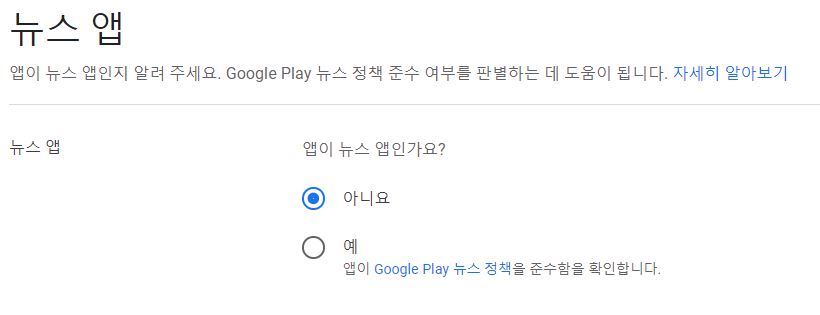 뉴스 앱
앱이 뉴스 앱인지 알려 주세요. Google Play 뉴스 정책 준수 여부를 판별하는 데 도움이 됩니다. 자세히 알아보기
뉴스 앱
앱이 뉴스 앱인가요?
아니요
예
앱이 Google Play 뉴스 정책을 준수함을 확인합니다.